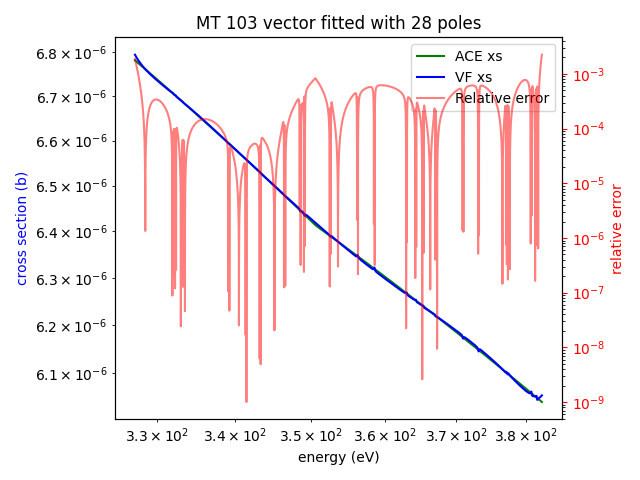 MT 103 vector fitted with 28 poles
ACE xs
VF xs
Relative error
6.8 × 10⁻⁶
6.7 × 10⁻⁶
6.6 × 10⁻⁶
6.5 × 10⁻⁶
6.4 × 10⁻⁶
6.3 × 10⁻⁶
6.2 × 10⁻⁶
6.1 × 10⁻⁶
cross section (b)
10⁻³
10⁻⁴
10⁻⁵
10⁻⁶
10⁻⁷
10⁻⁸
10⁻⁹
relative error
3.3 × 10² 3.4 × 10² 3.5 × 10² 3.6 × 10² 3.7 × 10² 3.8 × 10²
energy (eV)